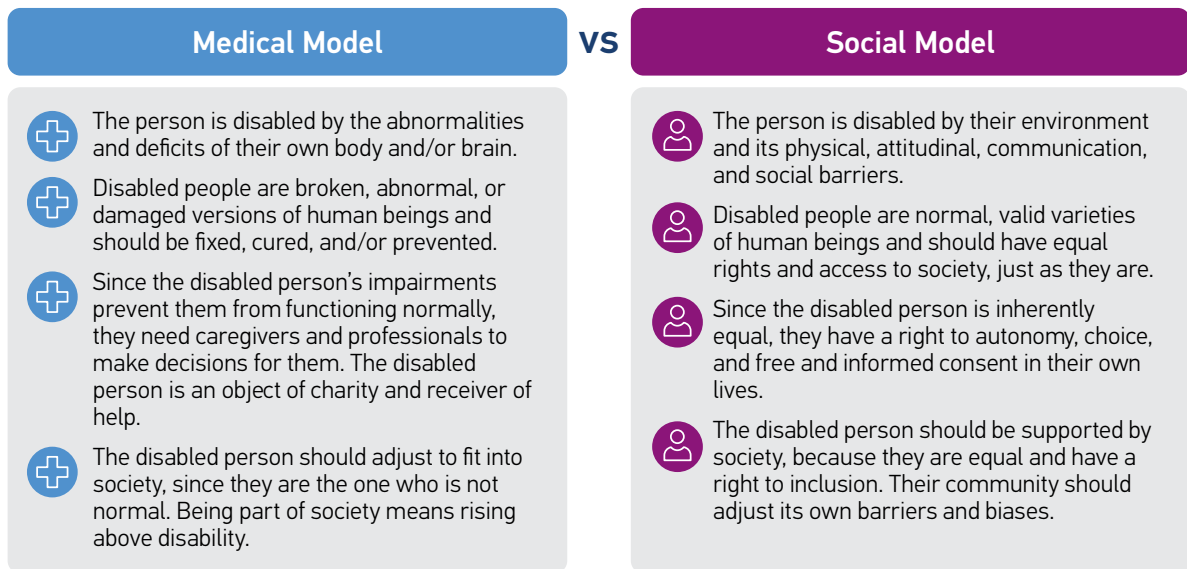 Medical Model
vs
Social Model
The person is disabled by the abnormalities
and deficits of their own body and/or brain.
Disabled people are broken, abnormal, or
damaged versions of human beings and
should be fixed, cured, and/or prevented.
Since the disabled person's impairments
prevent them from functioning normally,
they need caregivers and professionals to
make decisions for them. The disabled
person is an object of charity and receiver of
help.
The disabled person should adjust to fit into
society, since they are the one who is not
normal. Being part of society means rising
above disability.
The person is disabled by their environment
and its physical, attitudinal, communication,
and social barriers.
Disabled people are normal, valid varieties
of human beings and should have equal
rights and access to society, just as they are.
Since the disabled person is inherently
equal, they have a right to autonomy, choice,
and free and informed consent in their own
lives.
The disabled person should be supported by
society, because they are equal and have a
right to inclusion. Their community should
adjust its own barriers and biases.